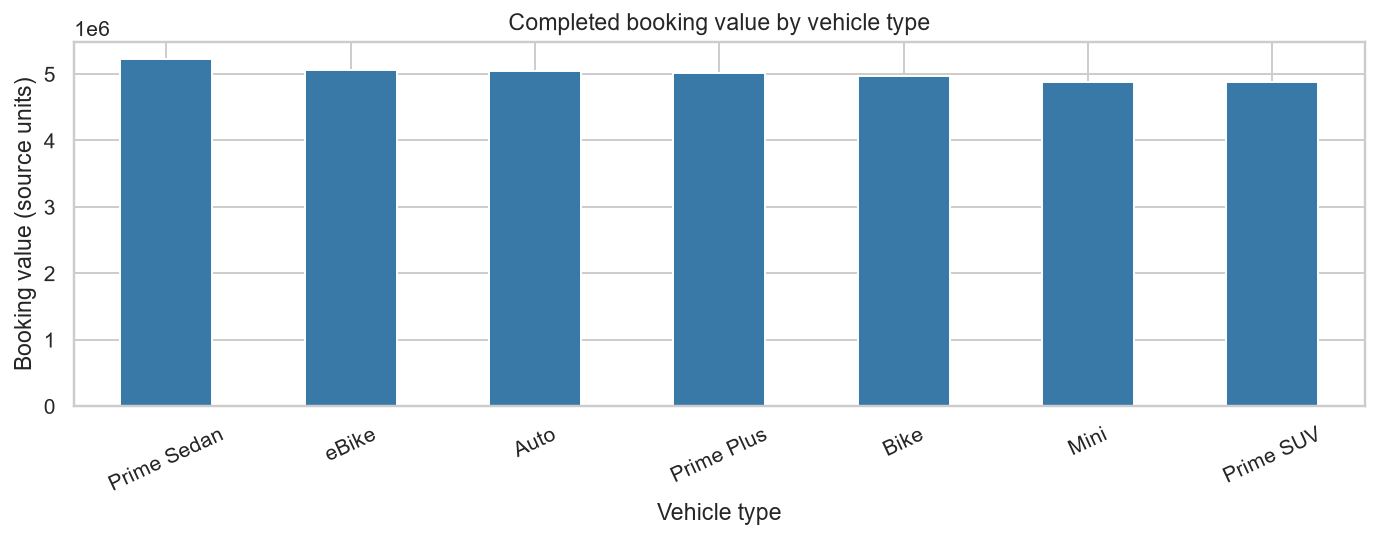 Completed booking value by vehicle type
1e6
Booking value (source units)
5
4
3
2
1
0
Prime Sedan
eBike
Auto
Prime Plus
Bike
Mini
Prime SUV
Vehicle type